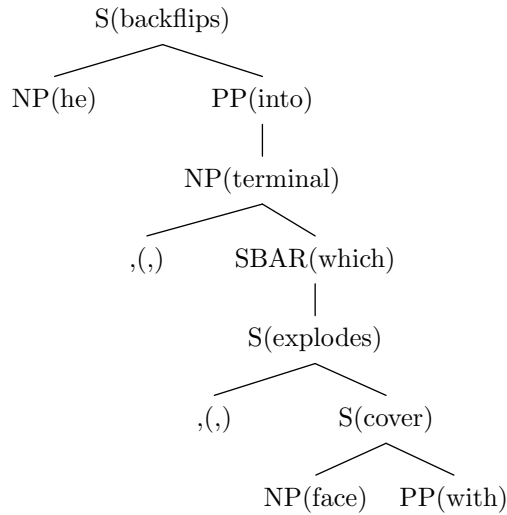 S(backflips)
NP(he) PP(into)
NP(terminal)
,(,) SBAR(which)
S(explodes)
,(,) S(cover)
NP(face) PP(with)